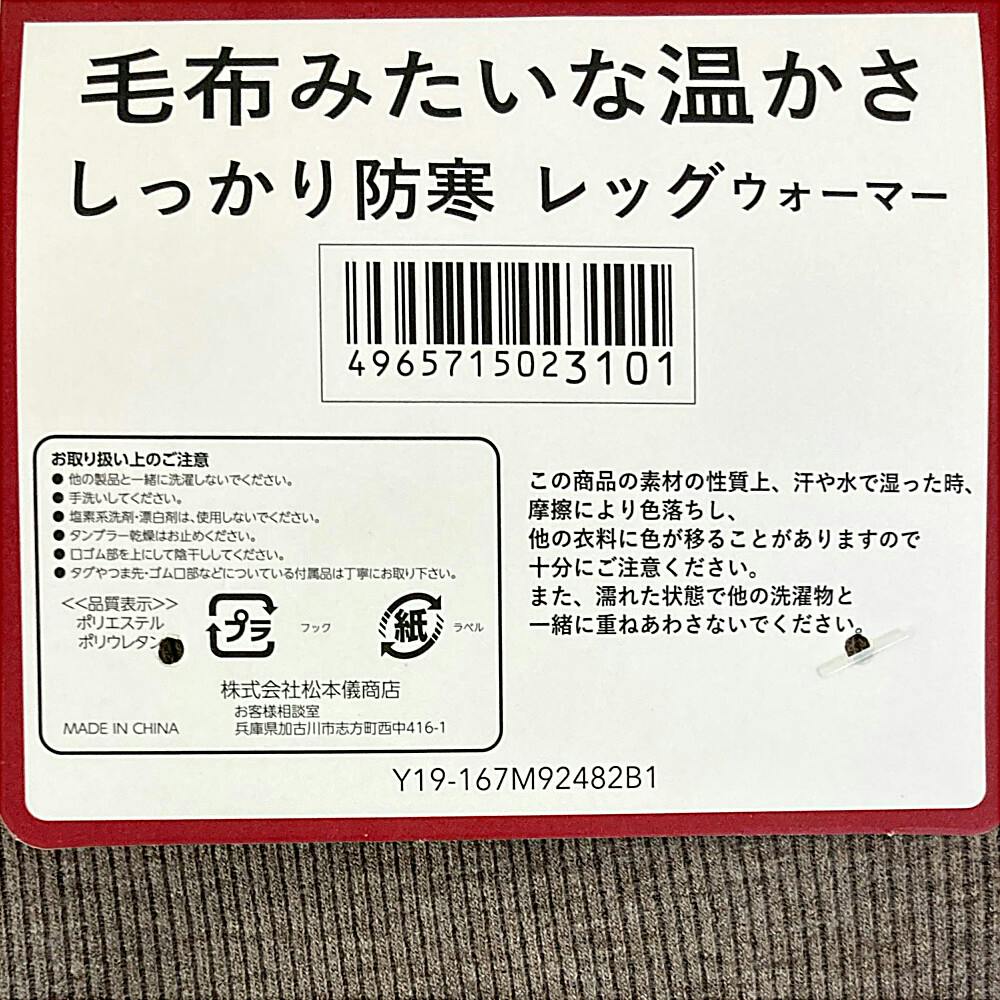 毛布みたいな温かさ
しっかり防寒 レッグウォーマー
4965715023101
お取り扱い上のご注意
● 他の製品と一緒に洗濯しないでください。
● 手洗いしてください。
● 塩素系洗剤・漂白剤は、使用しないでください。
● タンブラー乾燥はお止めください。
● 口ゴム部を上にして陰干ししてください。
● タグやつま先・ゴム口部などについている付属品は丁寧にお取り下さい。
<<品質表示>>
ポリエステル
ポリウレタン
プラ フック
紙 ラベル
株式会社松本儀商店
お客様相談室
兵庫県加古川市志方町西中416-1
MADE IN CHINA
この商品の素材の性質上、汗や水で湿った時、
摩擦により色落ちし、
他の衣料に色が移ることがありますので
十分にご注意ください。
また、濡れた状態で他の洗濯物と
一緒に重ねあわさないでください。
Y19-167M92482B1